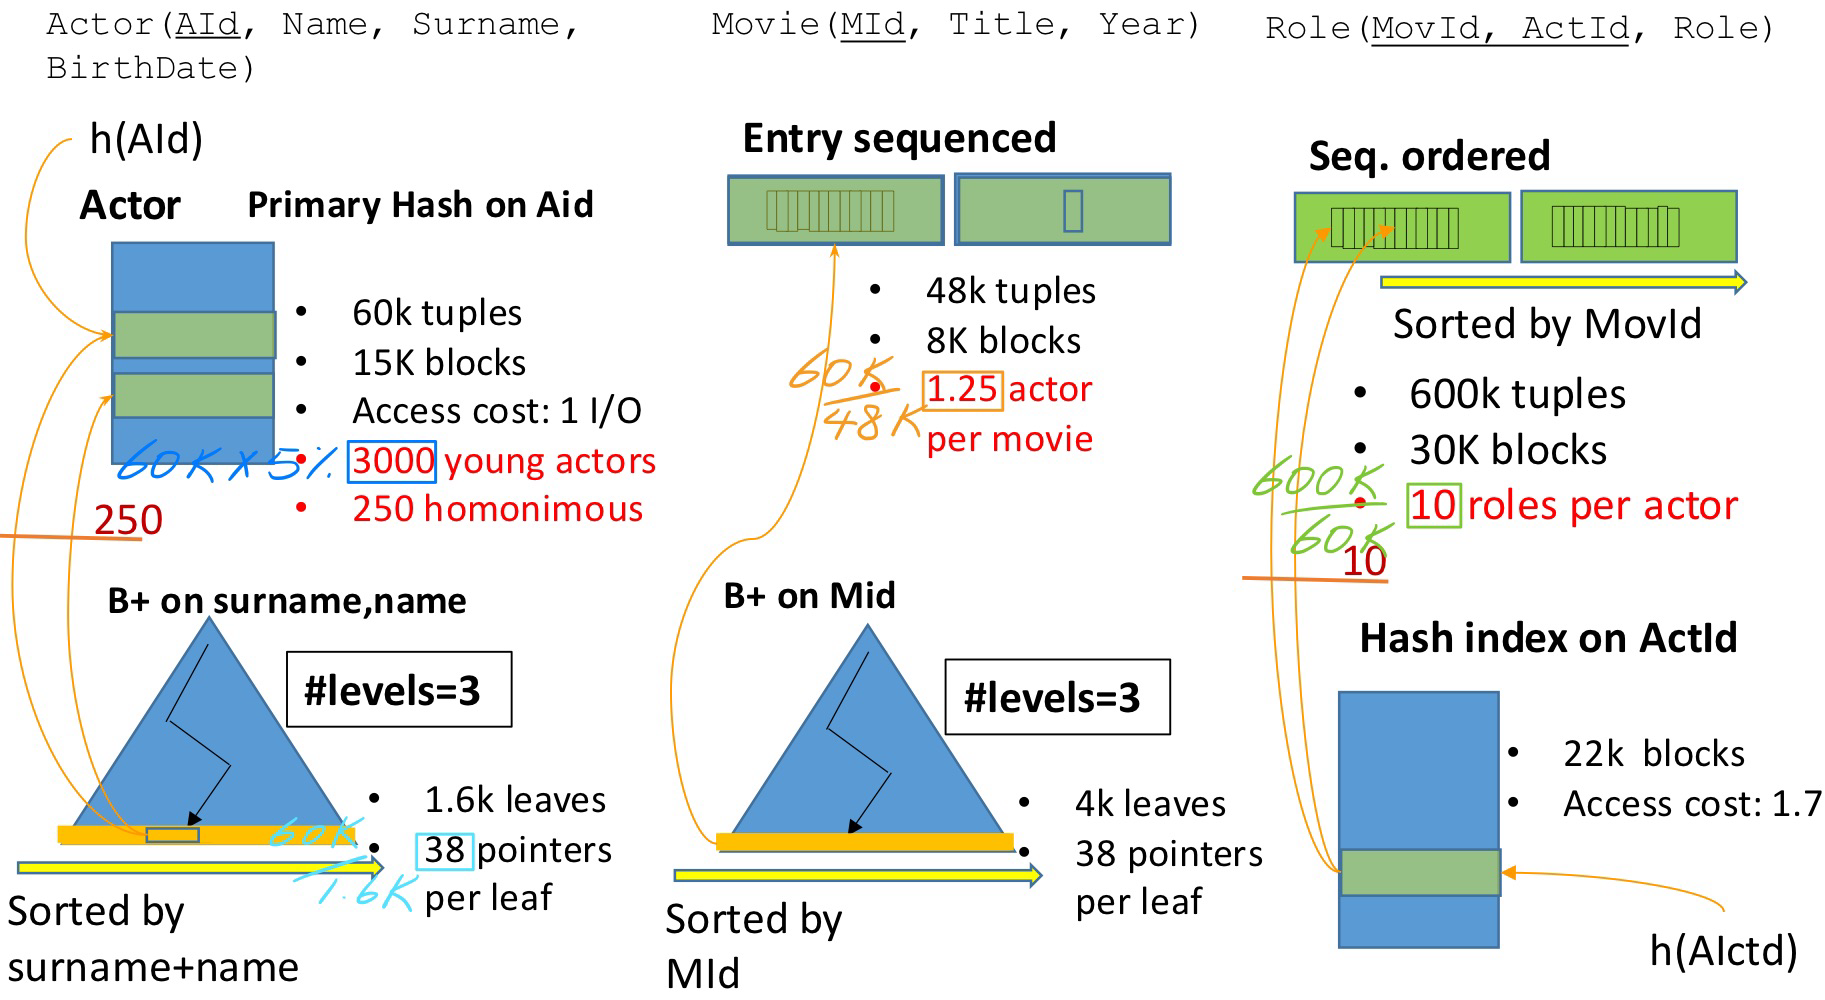 Actor(AId, Name, Surname,
BirthDate)
h(AId)
Actor
Primary Hash on Aid
• 60k tuples
• 15K blocks
• Access cost: 1 I/O
• 3000 young actors
• 250 homonimous
60K x 5%
250
B+ on surname,name
#levels=3
• 1.6k leaves
• 38 pointers
per leaf
60K
1.6K
Sorted by
surname+name
Movie(MId, Title, Year)
Entry sequenced
• 48k tuples
• 8K blocks
• 1.25 actor
per movie
60K
48K
B+ on Mid
#levels=3
• 4k leaves
• 38 pointers
per leaf
Sorted by
MId
Role(MovId, ActId, Role)
Seq. ordered
Sorted by MovId
• 600k tuples
• 30K blocks
• 10 roles per actor
600K
60K
10
Hash index on ActId
• 22k blocks
• Access cost: 1.7
h(AIctd)